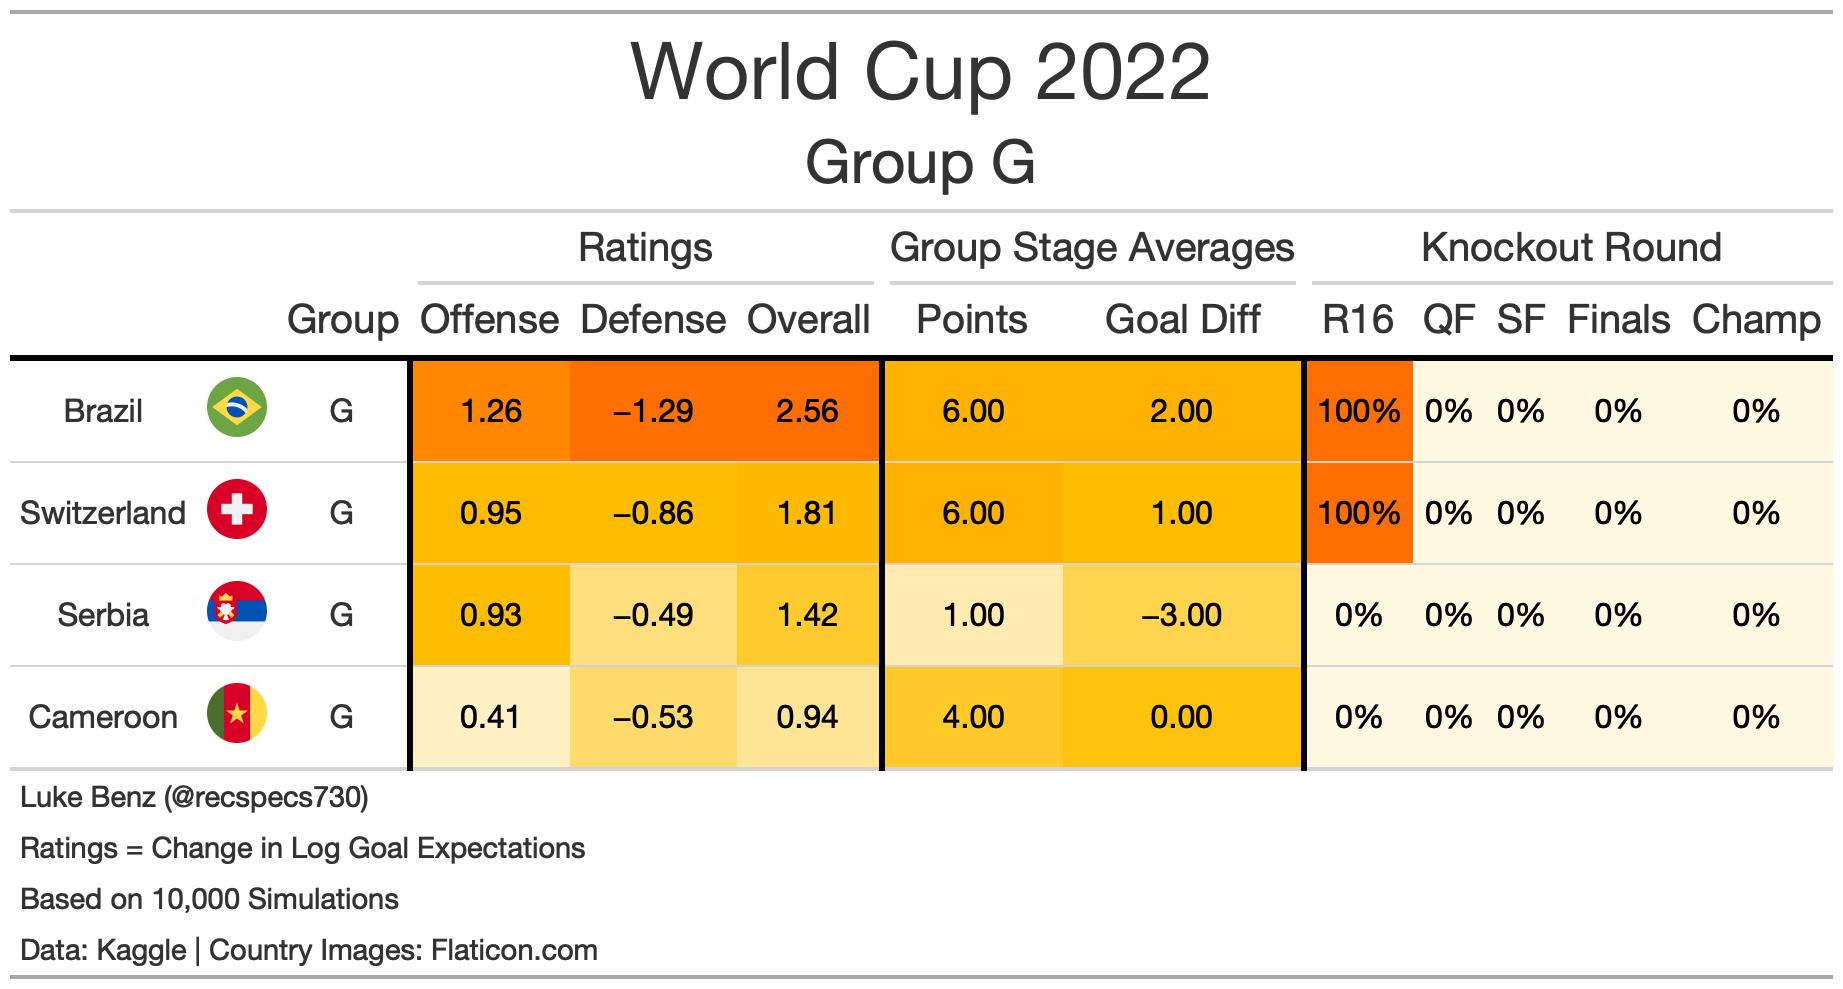 World Cup 2022
Group G
Ratings Group Stage Averages Knockout Round
Group Offense Defense Overall Points Goal Diff R16 QF SF Finals Champ
Brazil G 1.26 −1.29 2.56 6.00 2.00 100% 0% 0% 0% 0%
Switzerland G 0.95 −0.86 1.81 6.00 1.00 100% 0% 0% 0% 0%
Serbia G 0.93 −0.49 1.42 1.00 −3.00 0% 0% 0% 0% 0%
Cameroon G 0.41 −0.53 0.94 4.00 0.00 0% 0% 0% 0% 0%
Luke Benz (@recspecs730)
Ratings = Change in Log Goal Expectations
Based on 10,000 Simulations
Data: Kaggle | Country Images: Flaticon.com